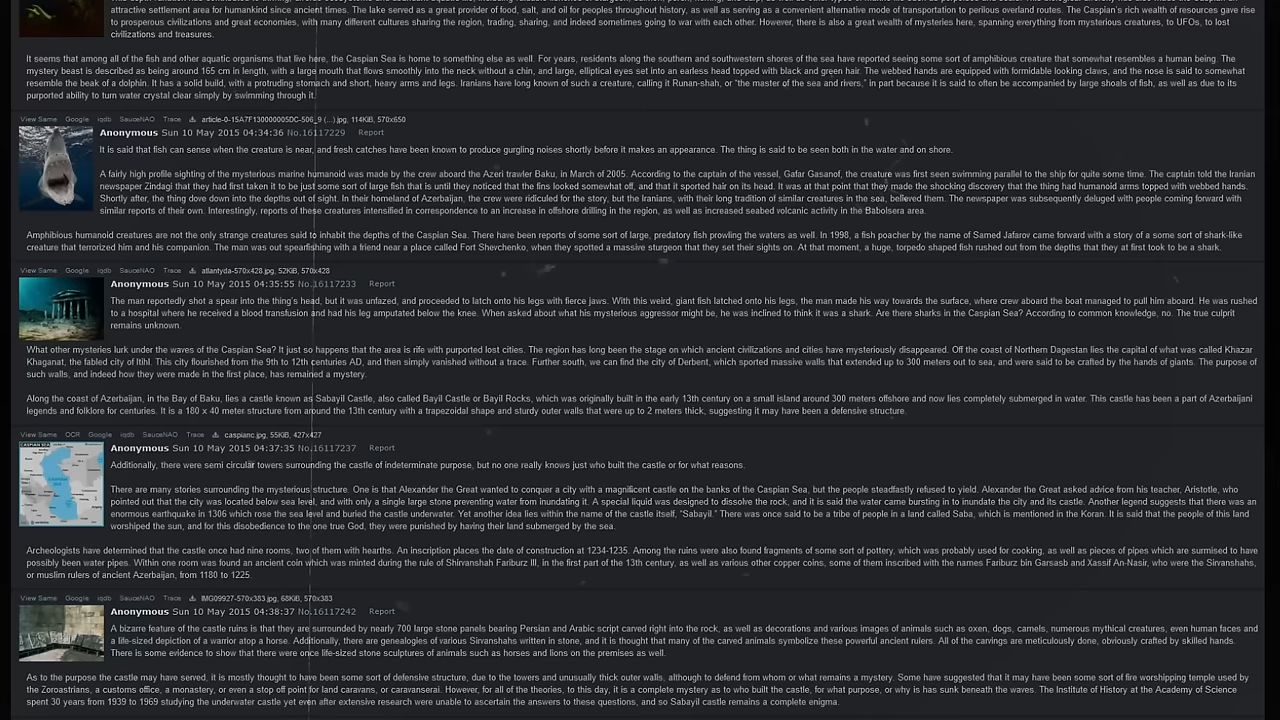 attractive settlement area for humankind since ancient times. The lake served as a great provider of food, salt, and oil for peoples throughout history, as well as serving as a convenient alternative mode of transportation to perilous overland routes. The Caspian's rich wealth of resources gave rise
to prosperous civilizations and great economies, with many different cultures sharing the region, trading, sharing, and indeed sometimes going to war with each other. However, there is also a great wealth of mysteries here, spanning everything from mysterious creatures, to UFOs, to lost
civilizations and treasures.
It seems that among all of the fish and other aquatic organisms that live here, the Caspian Sea is home to something else as well. For years, residents along the southern and southwestern shores of the sea have reported seeing some sort of amphibious creature that somewhat resembles a human being. The
mystery beast is described as being around 165 cm in length, with a large mouth that flows smoothly into the neck without a chin, and large, elliptical eyes set into an earless head topped with black and green hair. The webbed hands are equipped with formidable looking claws, and the nose is said to somewhat
resemble the beak of a dolphin. It has a solid build, with a protruding stomach and short, heavy arms and legs. Iranians have long known of such a creature, calling it Runan-shah, or "the master of the sea and rivers," in part because it is said to often be accompanied by large shoals of fish, as well as due to its
purported ability to turn water crystal clear simply by swimming through it.
View Same Google iqdb SauceNAO Trace article-0-15A7F130000005DC-506_9 (...).jpg, 114KiB, 570x650
Anonymous Sun 10 May 2015 04:34:36 No.16117229 Report
It is said that fish can sense when the creature is near, and fresh catches have been known to produce gurgling noises shortly before it makes an appearance. The thing is said to be seen both in the water and on shore.
A fairly high profile sighting of the mysterious marine humanoid was made by the crew aboard the Azeri trawler Baku, in March of 2005. According to the captain of the vessel, Gafar Gasanof, the creature was first seen swimming parallel to the ship for quite some time. The captain told the Iranian
newspaper Zindagi that they had first taken it to be just some sort of large fish that is until they noticed that the fins looked somewhat off, and that it sported hair on its head. It was at that point that they made the shocking discovery that the thing had humanoid arms topped with webbed hands.
Shortly after, the thing dove down into the depths out of sight. In their homeland of Azerbaijan, the crew were ridiculed for the story, but the Iranians, with their long tradition of similar creatures in the sea, believed them. The newspaper was subsequently deluged with people coming forward with
similar reports of their own. Interestingly, reports of these creatures intensified in correspondence to an increase in offshore drilling in the region, as well as increased seabed volcanic activity in the Babolsera area.
Amphibious humanoid creatures are not the only strange creatures said to inhabit the depths of the Caspian Sea. There have been reports of some sort of large, predatory fish prowling the waters as well. In 1998, a fish poacher by the name of Samed Jafarov came forward with a story of a some sort of shark-like
creature that terrorized him and his companion. The man was out spearfishing with a friend near a place called Fort Shevchenko, when they spotted a massive sturgeon that they set their sights on. At that moment, a huge, torpedo shaped fish rushed out from the depths that they at first took to be a shark.
View Same Google iqdb SauceNAO Trace atlantyda-570x428.jpg, 52KiB, 570x428
Anonymous Sun 10 May 2015 04:35:55 No.16117233 Report
The man reportedly shot a spear into the thing's head, but it was unfazed, and proceeded to latch onto his legs with fierce jaws. With this weird, giant fish latched onto his legs, the man made his way towards the surface, where crew aboard the boat managed to pull him aboard. He was rushed
to a hospital where he received a blood transfusion and had his leg amputated below the knee. When asked about what his mysterious aggressor might be, he was inclined to think it was a shark. Are there sharks in the Caspian Sea? According to common knowledge, no. The true culprit
remains unknown.
What other mysteries lurk under the waves of the Caspian Sea? It just so happens that the area is rife with purported lost cities. The region has long been the stage on which ancient civilizations and cities have mysteriously disappeared. Off the coast of Northern Dagestan lies the capital of what was called Khazar
Khaganat, the fabled city of Itihl. This city flourished from the 9th to 12th centuries AD, and then simply vanished without a trace. Further south, we can find the city of Derbent, which sported massive walls that extended up to 300 meters out to sea, and were said to be crafted by the hands of giants. The purpose of
such walls, and indeed how they were made in the first place, has remained a mystery.
Along the coast of Azerbaijan, in the Bay of Baku, lies a castle known as Sabayil Castle, also called Bayil Castle or Bayil Rocks, which was originally built in the early 13th century on a small island around 300 meters offshore and now lies completely submerged in water. This castle has been a part of Azerbaijani
legends and folklore for centuries. It is a 180 x 40 meter structure from around the 13th century with a trapezoidal shape and sturdy outer walls that were up to 2 meters thick, suggesting it may have been a defensive structure.
View Same OCR Google iqdb SauceNAO Trace caspianc.jpg, 55KiB, 427x427
CASPIAN SEA
Anonymous Sun 10 May 2015 04:37:35 No.16117237 Report
Additionally, there were semi circular towers surrounding the castle of indeterminate purpose, but no one really knows just who built the castle or for what reasons.
There are many stories surrounding the mysterious structure. One is that Alexander the Great wanted to conquer a city with a magnificent castle on the banks of the Caspian Sea, but the people steadfastly refused to yield. Alexander the Great asked advice from his teacher, Aristotle, who
pointed out that the city was located below sea level, and with only a single large stone preventing water from inundating it. A special liquid was designed to dissolve the rock, and it is said the water came bursting in to inundate the city and its castle. Another legend suggests that there was an
enormous earthquake in 1306 which rose the sea level and buried the castle underwater. Yet another idea lies within the name of the castle itself, "Sabayil." There was once said to be a tribe of people in a land called Saba, which is mentioned in the Koran. It is said that the people of this land
worshiped the sun, and for this disobedience to the one true God, they were punished by having their land submerged by the sea.
Archeologists have determined that the castle once had nine rooms, two of them with hearths. An inscription places the date of construction at 1234-1235. Among the ruins were also found fragments of some sort of pottery, which was probably used for cooking, as well as pieces of pipes which are surmised to have
possibly been water pipes. Within one room was found an ancient coin which was minted during the rule of Shirvanshah Fariburz III, in the first part of the 13th century, as well as various other copper coins, some of them inscribed with the names Fariburz bin Garsasb and Xassif An-Nasir, who were the Sirvanshahs,
or muslim rulers of ancient Azerbaijan, from 1180 to 1225.
View Same Google iqdb SauceNAO Trace IMG09927-570x383.jpg, 68KiB, 570x383
Anonymous Sun 10 May 2015 04:38:37 No.16117242 Report
A bizarre feature of the castle ruins is that they are surrounded by nearly 700 large stone panels bearing Persian and Arabic script carved right into the rock, as well as decorations and various images of animals such as oxen, dogs, camels, numerous mythical creatures, even human faces and
a life-sized depiction of a warrior atop a horse. Additionally, there are genealogies of various Sirvanshahs written in stone, and it is thought that many of the carved animals symbolize these powerful ancient rulers. All of the carvings are meticulously done, obviously crafted by skilled hands.
There is some evidence to show that there were once life-sized stone sculptures of animals such as horses and lions on the premises as well.
As to the purpose the castle may have served, it is mostly thought to have been some sort of defensive structure, due to the towers and unusually thick outer walls, although to defend from whom or what remains a mystery. Some have suggested that it may have been some sort of fire worshipping temple used by
the Zoroastrians, a customs office, a monastery, or even a stop off point for land caravans, or caravanserai. However, for all of the theories, to this day, it is a complete mystery as to who built the castle, for what purpose, or why is has sunk beneath the waves. The Institute of History at the Academy of Science
spent 30 years from 1939 to 1969 studying the underwater castle yet even after extensive research were unable to ascertain the answers to these questions, and so Sabayil castle remains a complete enigma.